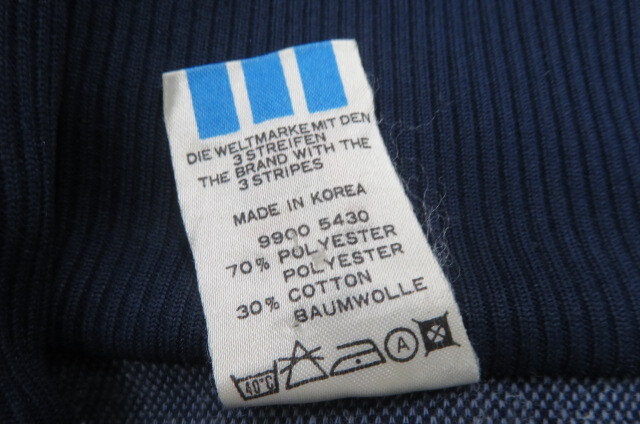 DIE WELTMARKE MIT DEN
3 STREIFEN
THE BRAND WITH THE
3 STRIPES
MADE IN KOREA
9900 5430
70% POLYESTER
POLYESTER
30% COTTON
BAUMWOLLE
40°C A